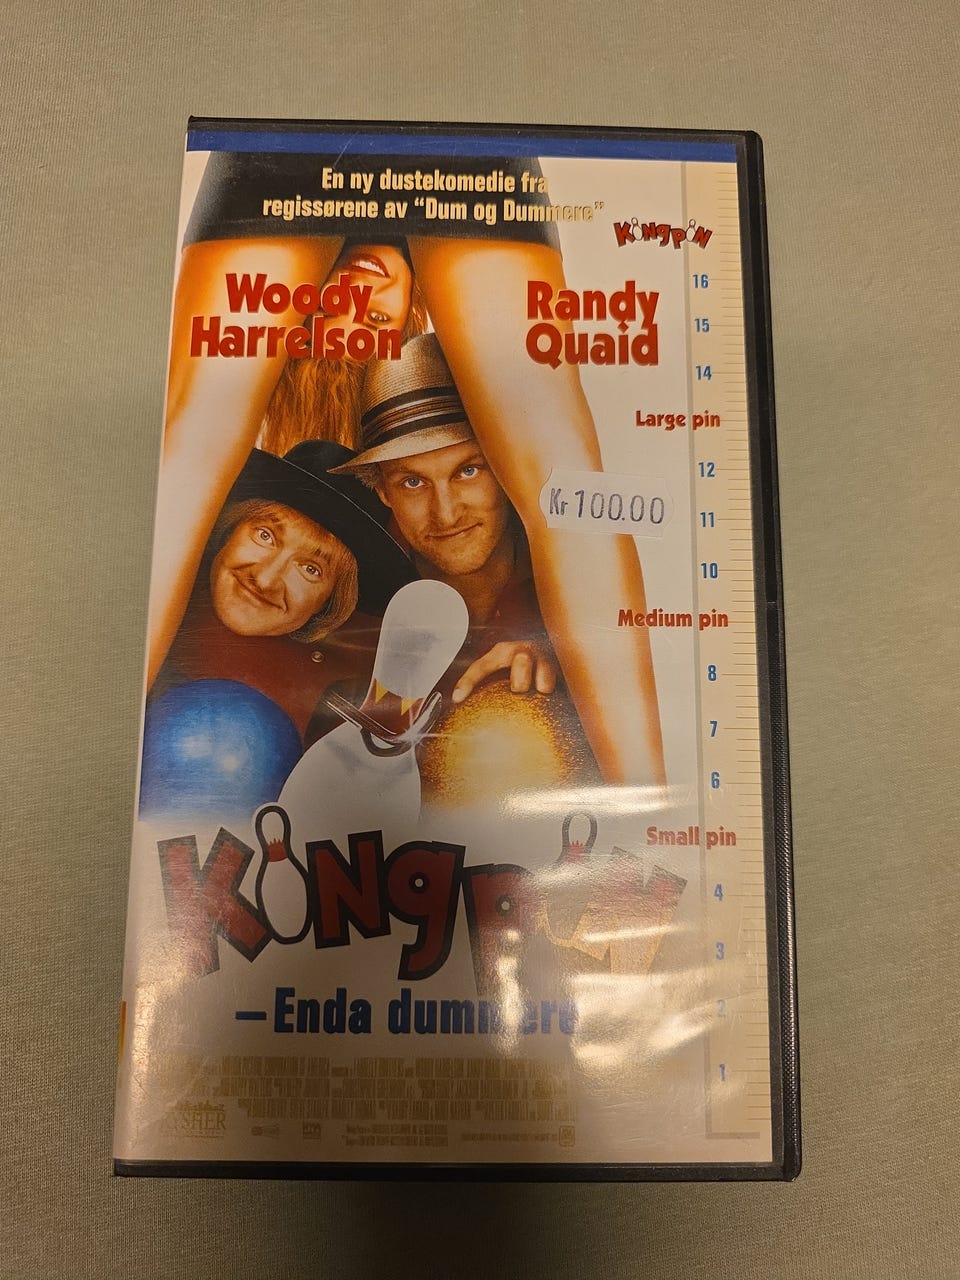 En ny dustekomedie fra
regissørene av "Dum og Dummere"
KiNgpiN
Woody
Harrelson
Randy
Quaid
16
15
14
Large pin
12
Kr 100.00
11
10
Medium pin
8
7
6
Small pin
KiNgpiN
4
3
– Enda dummere
2
1
RYSHER